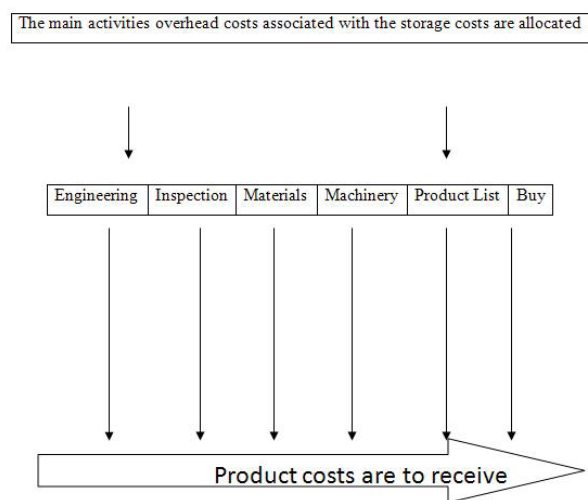 The main activities overhead costs associated with the storage costs are allocated
Engineering Inspection Materials Machinery Product List Buy
Product costs are to receive